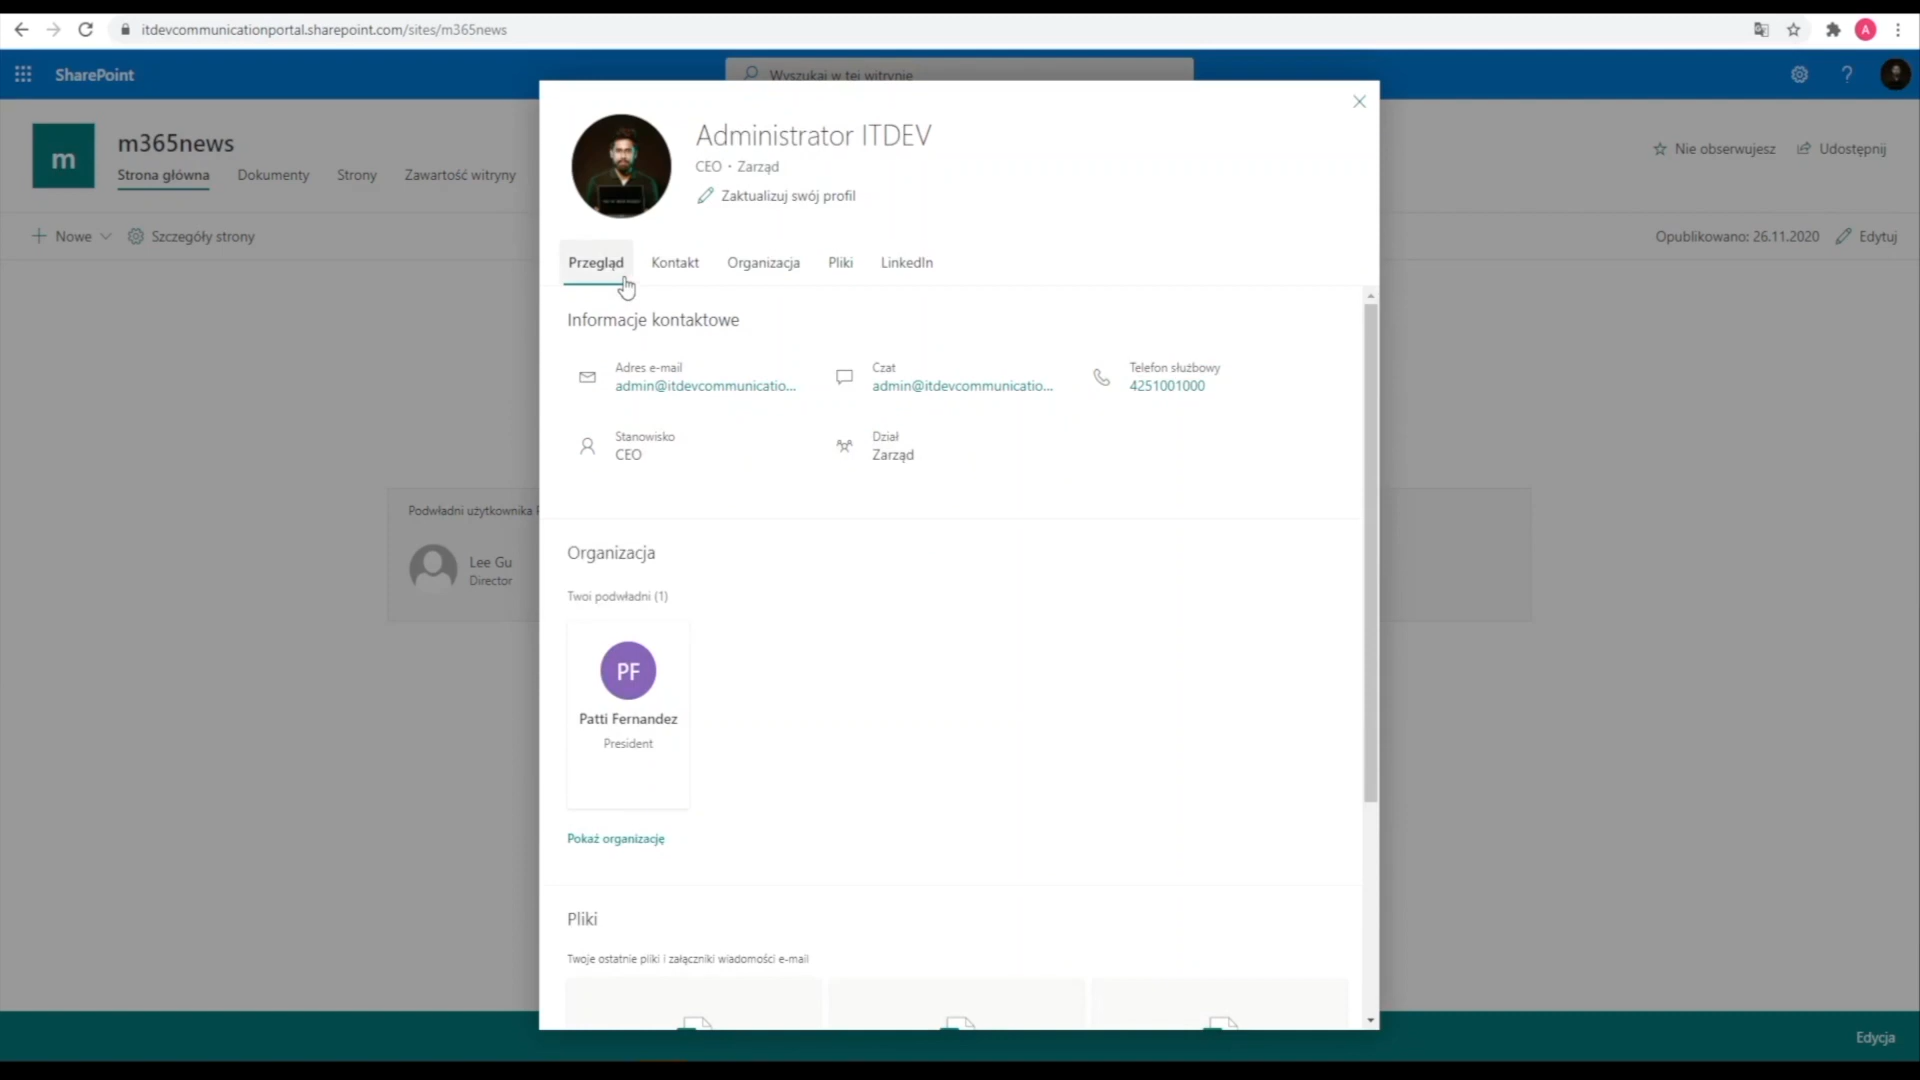 itdevcommunicationportal.sharepoint.com/sites/m365news
A
SharePoint
Wyszukaj w tej witrynie
?
m
m365news
Strona główna
Dokumenty
Strony
Zawartość witryny
Nie obserwujesz
Udostępnij
Nowe
Szczegóły strony
Opublikowano: 26.11.2020
Edytuj
Podwładni użytkownika
Lee Gu
Director
Administrator ITDEV
CEO • Zarząd
Zaktualizuj swój profil
Przegląd
Kontakt
Organizacja
Pliki
LinkedIn
Informacje kontaktowe
Adres e-mail
admin@itdevcommunicatio...
Czat
admin@itdevcommunicatio...
Telefon służbowy
4251001000
Stanowisko
CEO
Dział
Zarząd
Organizacja
Twoi podwładni (1)
PF
Patti Fernandez
President
Pokaż organizację
Pliki
Twoje ostatnie pliki i załączniki wiadomości e-mail
Edycja